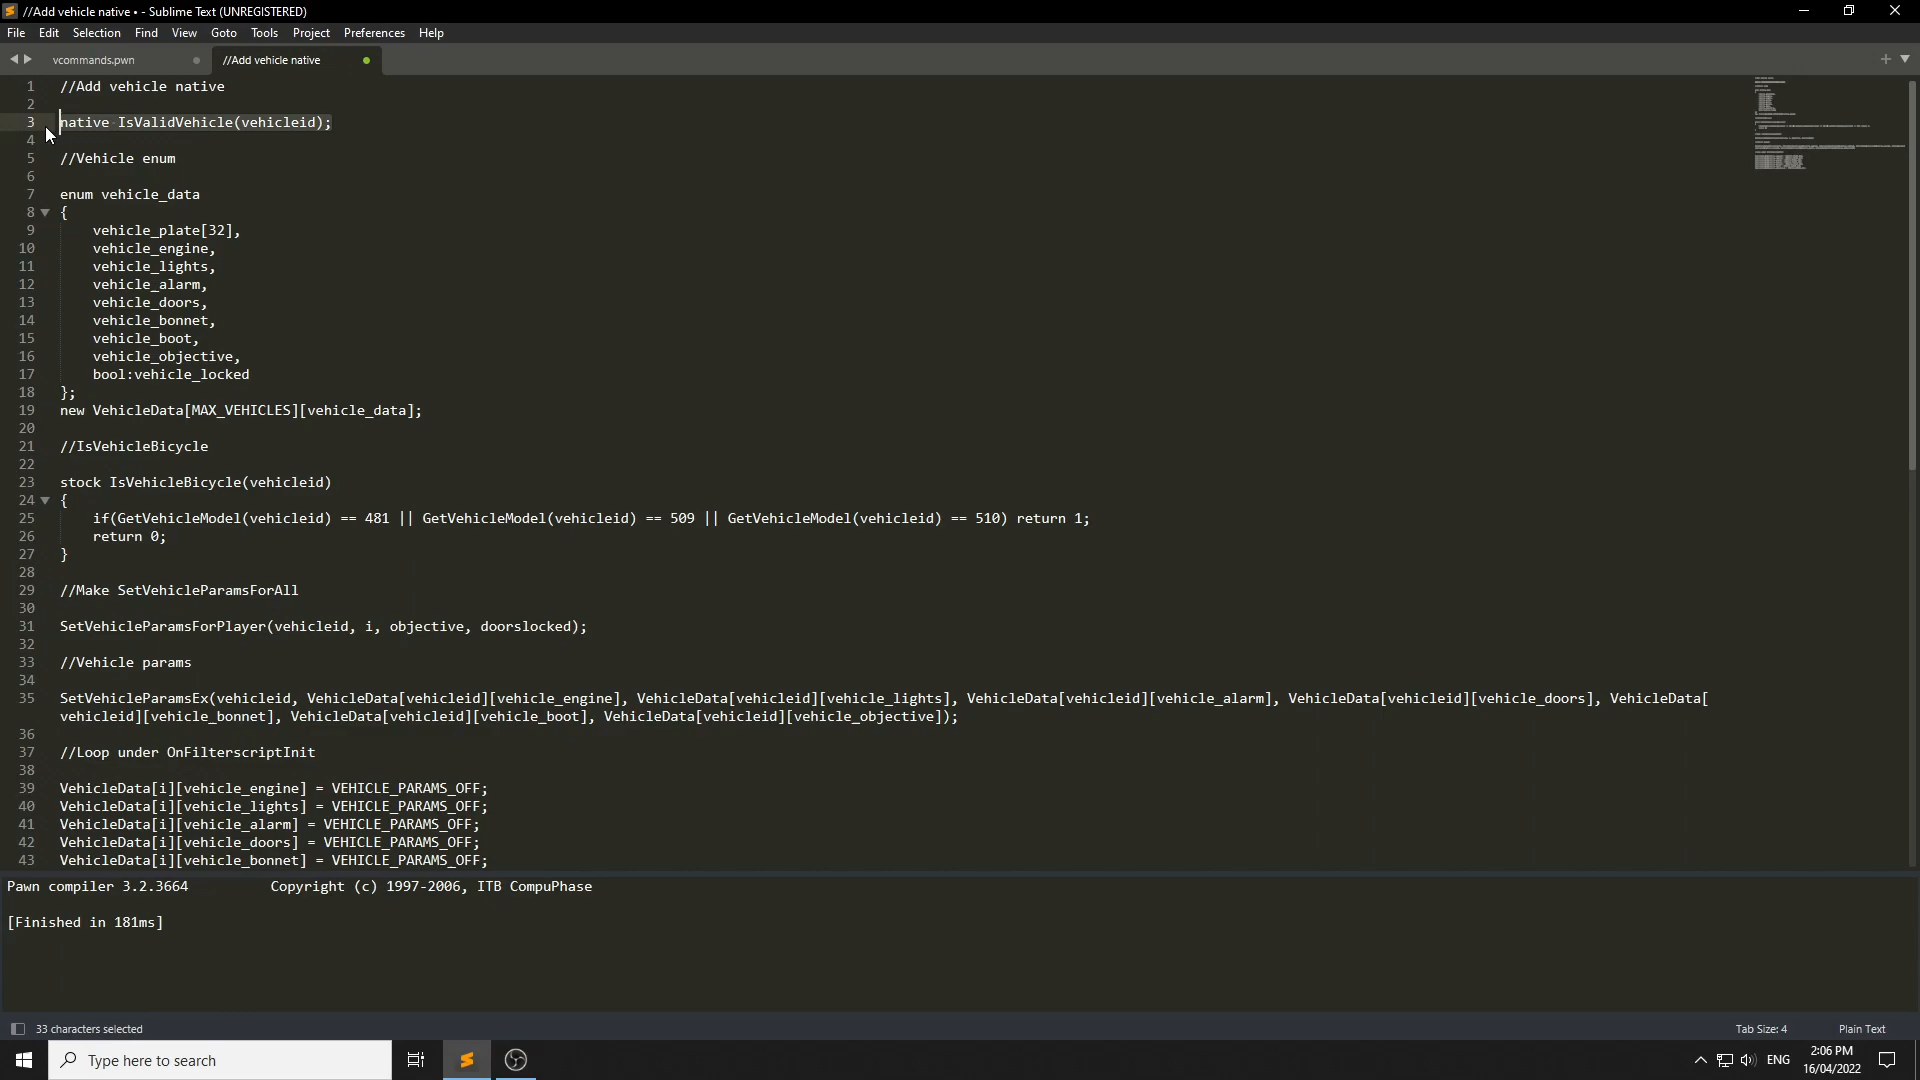 //Add vehicle native • - Sublime Text (UNREGISTERED)
File Edit Selection Find View Goto Tools Project Preferences Help
vcommands.pwn //Add vehicle native
1 //Add vehicle native
2
3 native IsValidVehicle(vehicleid);
4
5 //Vehicle enum
6
7 enum vehicle_data
8 {
9 vehicle_plate[32],
10 vehicle_engine,
11 vehicle_lights,
12 vehicle_alarm,
13 vehicle_doors,
14 vehicle_bonnet,
15 vehicle_boot,
16 vehicle_objective,
17 bool:vehicle_locked
18 };
19 new VehicleData[MAX_VEHICLES][vehicle_data];
20
21 //IsVehicleBicycle
22
23 stock IsVehicleBicycle(vehicleid)
24 {
25 if(GetVehicleModel(vehicleid) == 481 || GetVehicleModel(vehicleid) == 509 || GetVehicleModel(vehicleid) == 510) return 1;
26 return 0;
27 }
28
29 //Make SetVehicleParamsForAll
30
31 SetVehicleParamsForPlayer(vehicleid, i, objective, doorslocked);
32
33 //Vehicle params
34
35 SetVehicleParamsEx(vehicleid, VehicleData[vehicleid][vehicle_engine], VehicleData[vehicleid][vehicle_lights], VehicleData[vehicleid][vehicle_alarm], VehicleData[vehicleid][vehicle_doors], VehicleData[
vehicleid][vehicle_bonnet], VehicleData[vehicleid][vehicle_boot], VehicleData[vehicleid][vehicle_objective]);
36
37 //Loop under OnFilterscriptInit
38
39 VehicleData[i][vehicle_engine] = VEHICLE_PARAMS_OFF;
40 VehicleData[i][vehicle_lights] = VEHICLE_PARAMS_OFF;
41 VehicleData[i][vehicle_alarm] = VEHICLE_PARAMS_OFF;
42 VehicleData[i][vehicle_doors] = VEHICLE_PARAMS_OFF;
43 VehicleData[i][vehicle_bonnet] = VEHICLE_PARAMS_OFF;
Pawn compiler 3.2.3664 Copyright (c) 1997-2006, ITB CompuPhase
[Finished in 181ms]
33 characters selected Tab Size: 4 Plain Text
Type here to search ENG 2:06 PM
16/04/2022